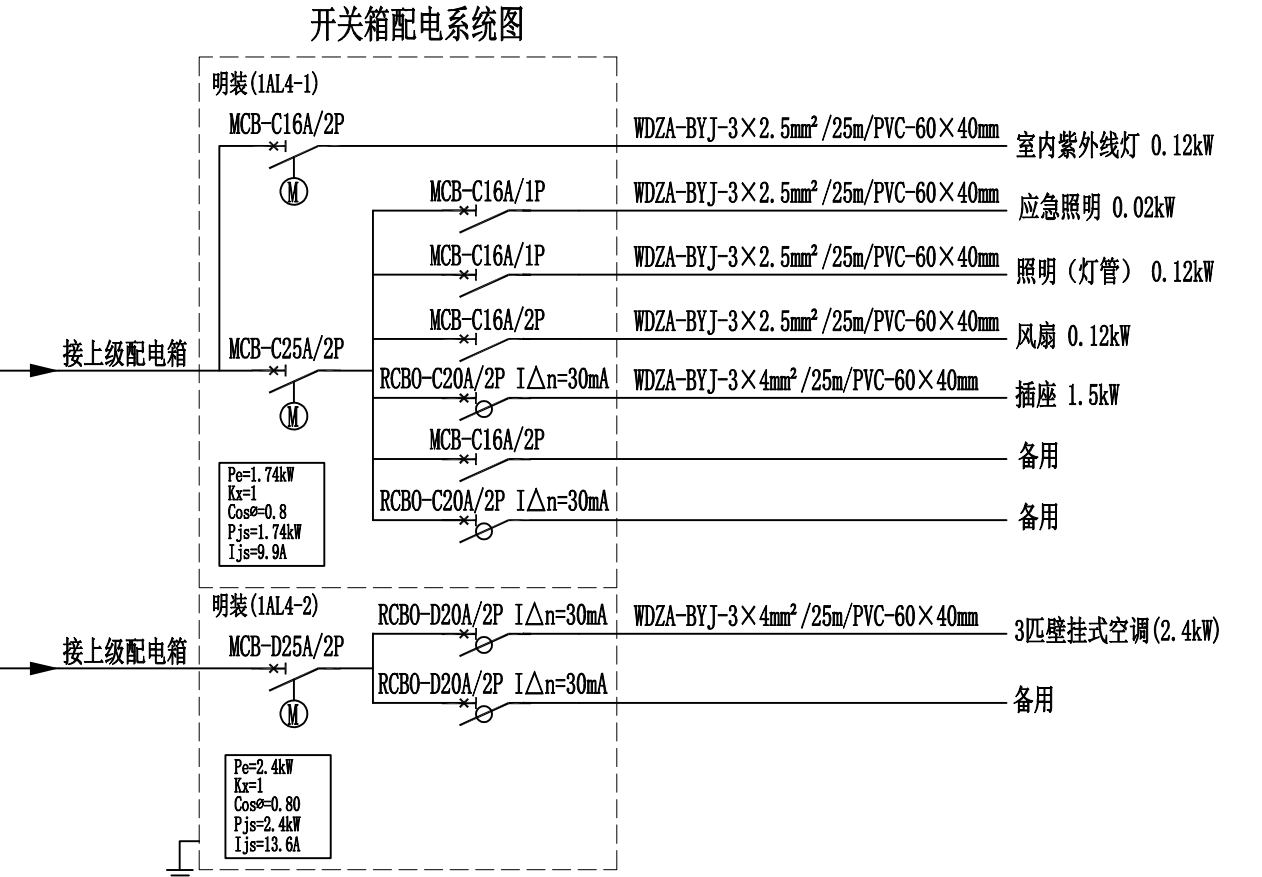 开关箱配电系统图
明装(1AL4-1)
MCB-C16A/2P
WDZA-BYJ-3×2.5mm²/25m/PVC-60×40mm
室内紫外线灯 0.12kW
M
MCB-C16A/1P
WDZA-BYJ-3×2.5mm²/25m/PVC-60×40mm
应急照明 0.02kW
MCB-C16A/1P
WDZA-BYJ-3×2.5mm²/25m/PVC-60×40mm
照明（灯管） 0.12kW
MCB-C16A/2P
WDZA-BYJ-3×2.5mm²/25m/PVC-60×40mm
风扇 0.12kW
接上级配电箱
MCB-C25A/2P
M
RCBO-C20A/2P I△n=30mA
WDZA-BYJ-3×4mm²/25m/PVC-60×40mm
插座 1.5kW
MCB-C16A/2P
备用
RCBO-C20A/2P I△n=30mA
备用
Pe=1.74kW
Kx=1
Cosø=0.8
Pjs=1.74kW
Ijs=9.9A
明装(1AL4-2)
RCBO-D20A/2P I△n=30mA
WDZA-BYJ-3×4mm²/25m/PVC-60×40mm
3匹壁挂式空调(2.4kW)
接上级配电箱
MCB-D25A/2P
M
RCBO-D20A/2P I△n=30mA
备用
Pe=2.4kW
Kx=1
Cosø=0.80
Pjs=2.4kW
Ijs=13.6A